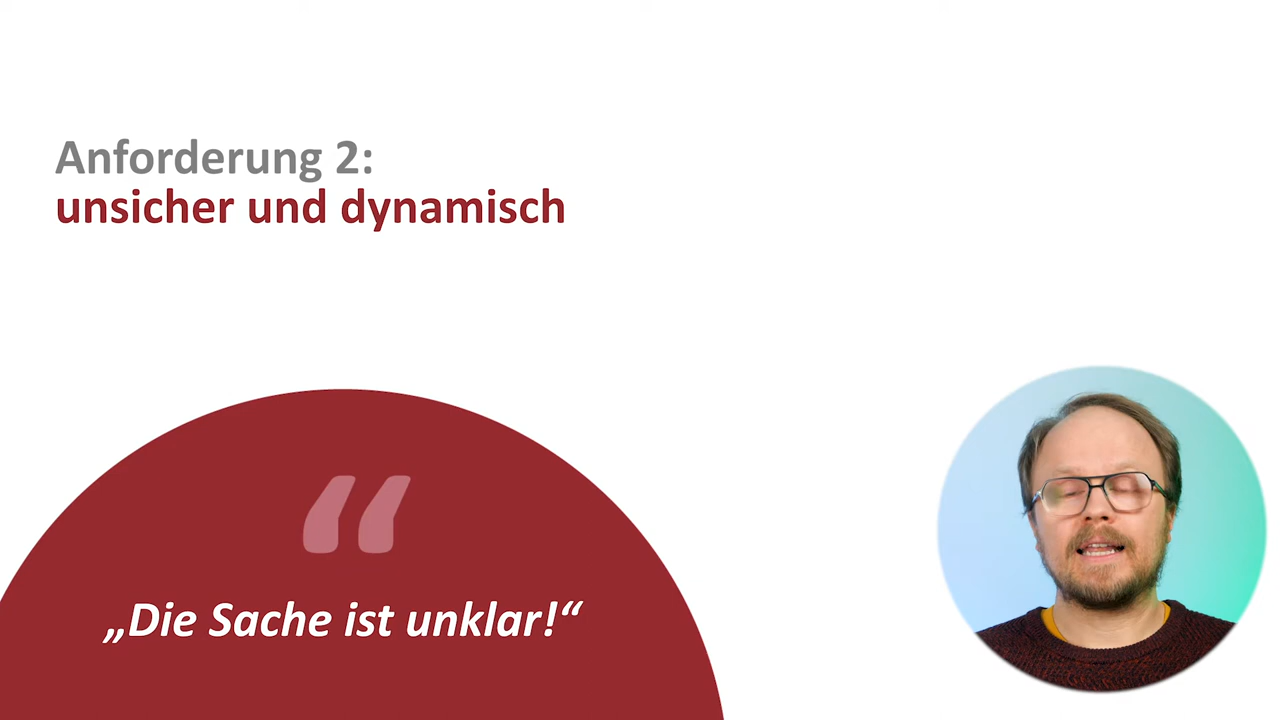 Anforderung 2:
unsicher und dynamisch
“
„Die Sache ist unklar!“